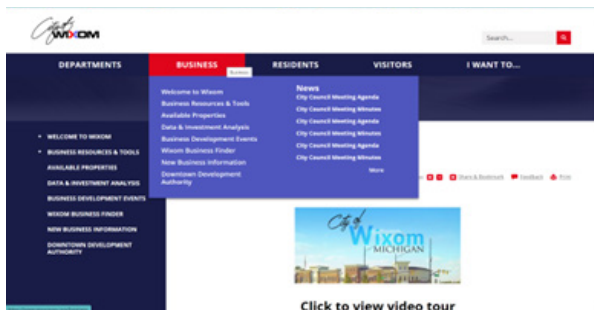 City of
WIXOM
Search...
DEPARTMENTS
BUSINESS
RESIDENTS
VISITORS
I WANT TO...
Business
Welcome to Wixom
Business Resources & Tools
Available Properties
Data & Investment Analysis
Business Development Events
Wixom Business Finder
New Business Information
Downtown Development
Authority
News
City Council Meeting Agenda
City Council Meeting Minutes
City Council Meeting Agenda
City Council Meeting Minutes
City Council Meeting Agenda
City Council Meeting Minutes
More
WELCOME TO WIXOM
BUSINESS RESOURCES & TOOLS
AVAILABLE PROPERTIES
DATA & INVESTMENT ANALYSIS
BUSINESS DEVELOPMENT EVENTS
WIXOM BUSINESS FINDER
NEW BUSINESS INFORMATION
DOWNTOWN DEVELOPMENT
AUTHORITY
Share & Bookmark
Feedback
Print
City of
Wixom
MICHIGAN
Click to view video tour